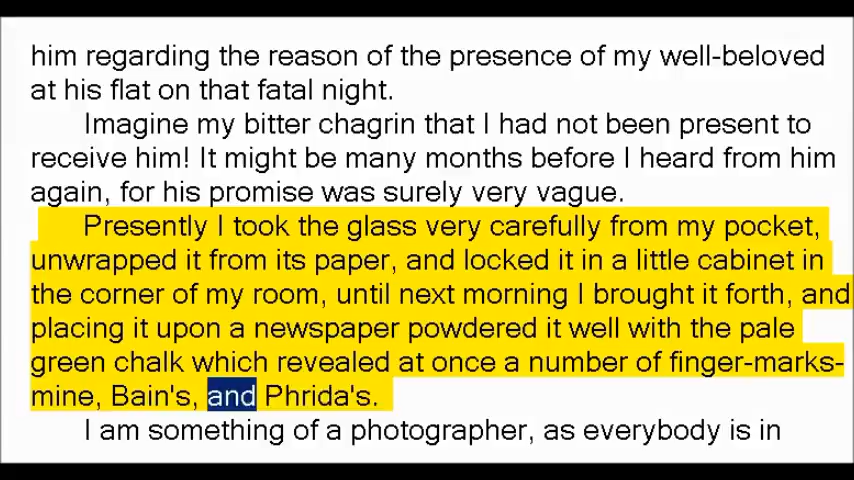 him regarding the reason of the presence of my well-beloved
at his flat on that fatal night.
Imagine my bitter chagrin that I had not been present to
receive him! It might be many months before I heard from him
again, for his promise was surely very vague.
Presently I took the glass very carefully from my pocket,
unwrapped it from its paper, and locked it in a little cabinet in
the corner of my room, until next morning I brought it forth, and
placing it upon a newspaper powdered it well with the pale
green chalk which revealed at once a number of finger-marks-
mine, Bain's, and Phrida's.
I am something of a photographer, as everybody is in